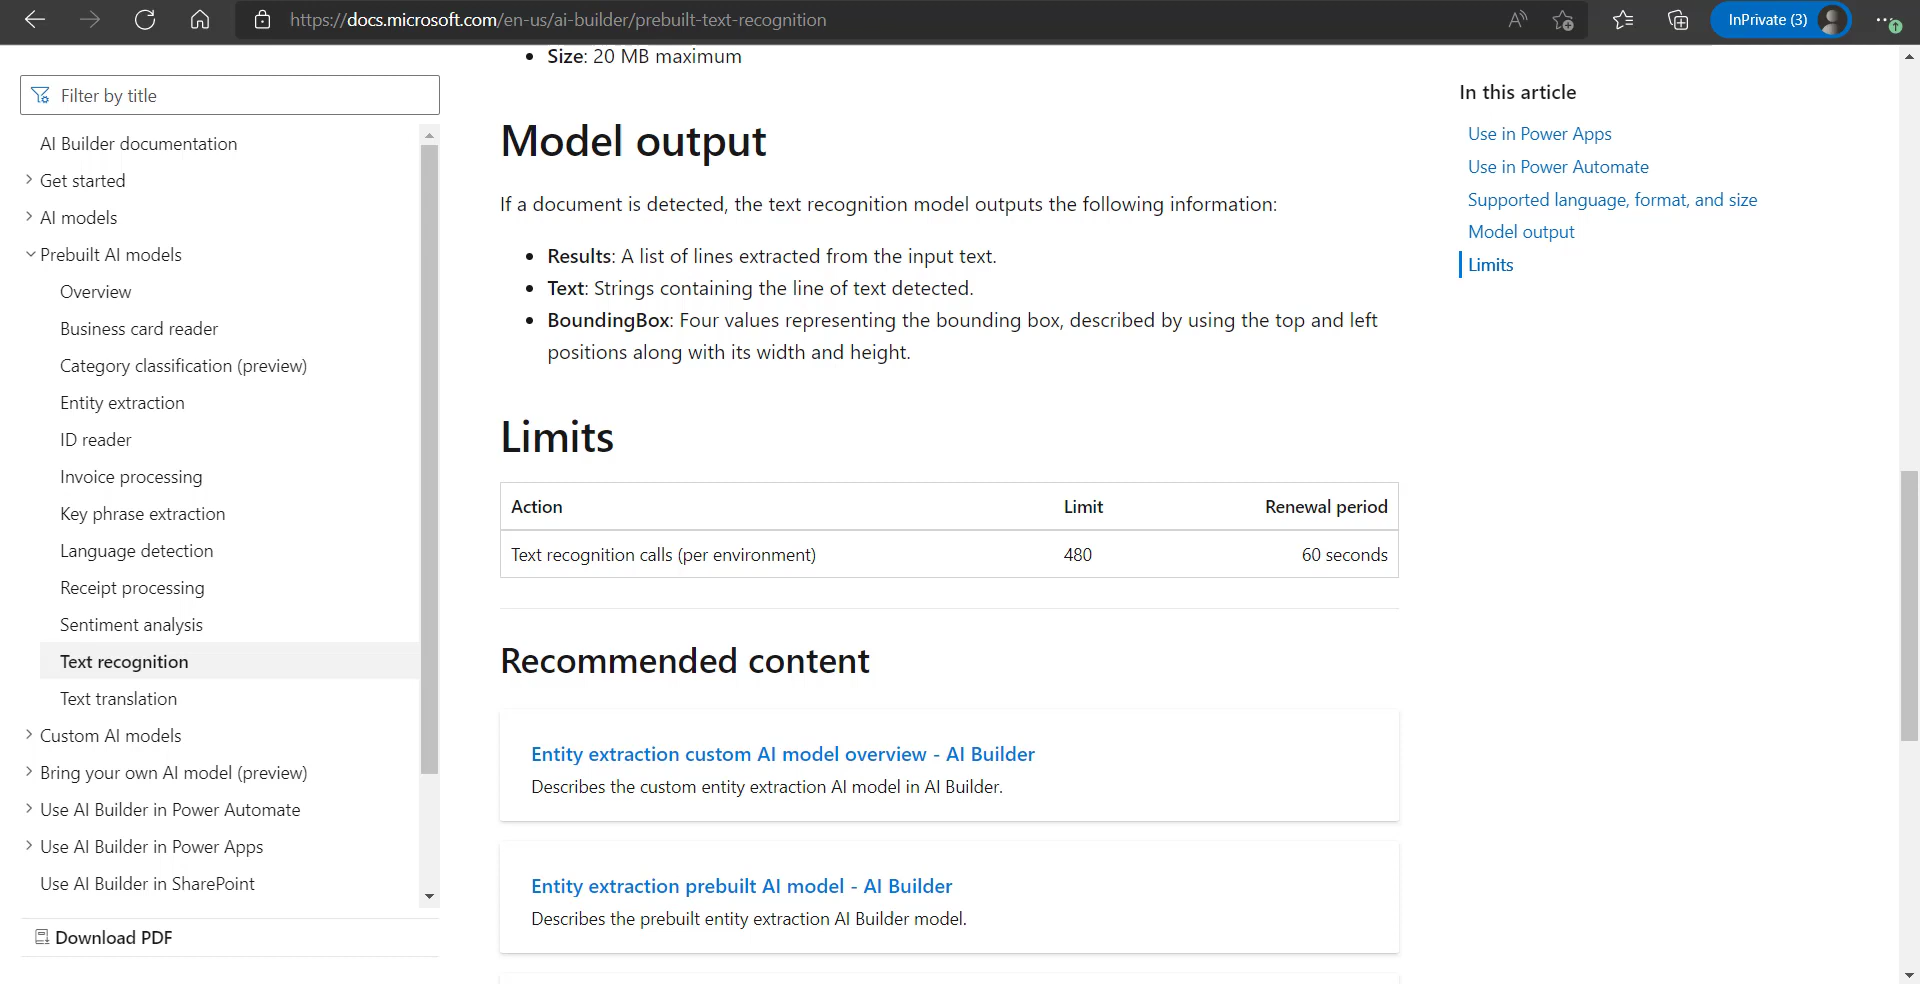 https://docs.microsoft.com/en-us/ai-builder/prebuilt-text-recognition
InPrivate (3)
Filter by title
AI Builder documentation
Get started
AI models
Prebuilt AI models
Overview
Business card reader
Category classification (preview)
Entity extraction
ID reader
Invoice processing
Key phrase extraction
Language detection
Receipt processing
Sentiment analysis
Text recognition
Text translation
Custom AI models
Bring your own AI model (preview)
Use AI Builder in Power Automate
Use AI Builder in Power Apps
Use AI Builder in SharePoint
Download PDF
• Size: 20 MB maximum
Model output
If a document is detected, the text recognition model outputs the following information:
• Results: A list of lines extracted from the input text.
• Text: Strings containing the line of text detected.
• BoundingBox: Four values representing the bounding box, described by using the top and left
positions along with its width and height.
Limits
Action Limit Renewal period
Text recognition calls (per environment) 480 60 seconds
Recommended content
Entity extraction custom AI model overview - AI Builder
Describes the custom entity extraction AI model in AI Builder.
Entity extraction prebuilt AI model - AI Builder
Describes the prebuilt entity extraction AI Builder model.
In this article
Use in Power Apps
Use in Power Automate
Supported language, format, and size
Model output
Limits